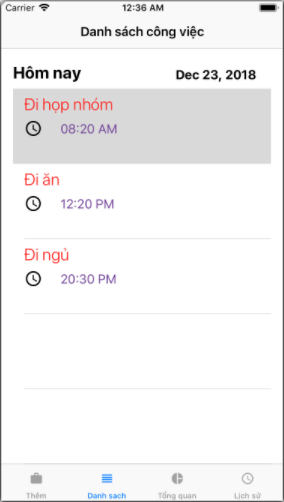 Carrier 12:36 AM
Danh sách công việc
Hôm nay Dec 23, 2018
Đi họp nhóm
08:20 AM
Đi ăn
12:20 PM
Đi ngủ
20:30 PM
Thêm Danh sach Tổng quan Lịch sử